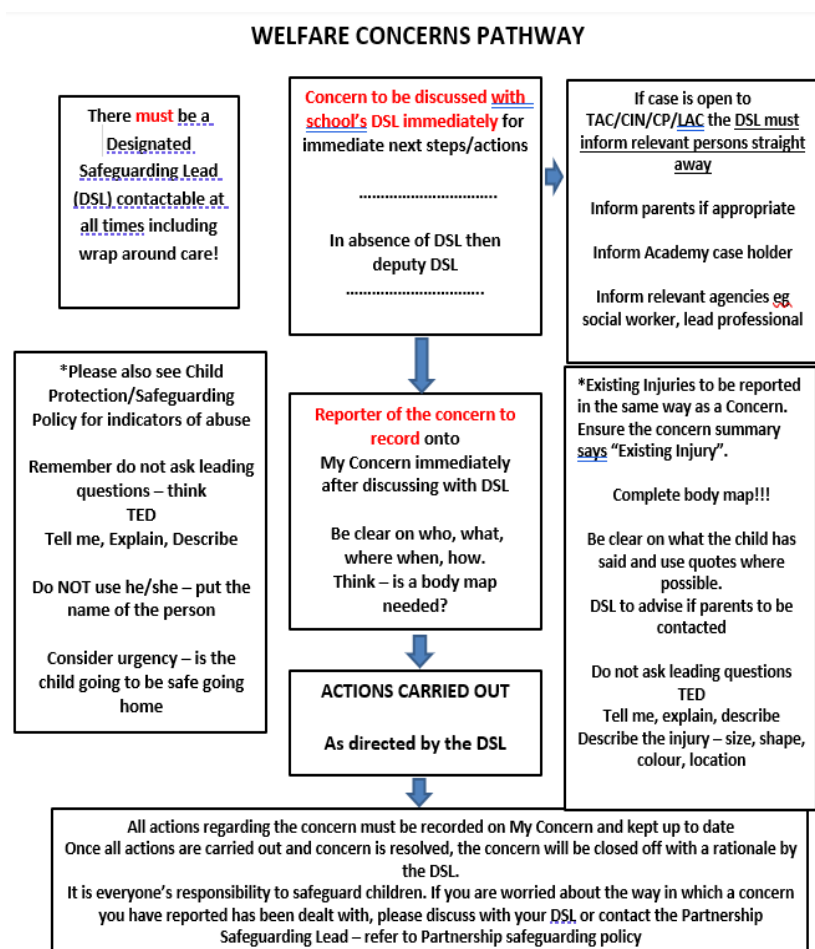 WELFARE CONCERNS PATHWAY
There must be a
Designated
Safeguarding Lead
(DSL) contactable at
all times including
wrap around care!
Concern to be discussed with
school's DSL immediately for
immediate next steps/actions
................................
In absence of DSL then
deputy DSL
................................
If case is open to
TAC/CIN/CP/LAC the DSL must
inform relevant persons straight
away
Inform parents if appropriate
Inform Academy case holder
Inform relevant agencies eg
social worker, lead professional
*Please also see Child
Protection/Safeguarding
Policy for indicators of abuse
Remember do not ask leading
questions – think
TED
Tell me, Explain, Describe
Do NOT use he/she – put the
name of the person
Consider urgency – is the
child going to be safe going
home
Reporter of the concern to
record onto
My Concern immediately
after discussing with DSL
Be clear on who, what,
where when, how.
Think – is a body map
needed?
*Existing Injuries to be reported
in the same way as a Concern.
Ensure the concern summary
says “Existing Injury”.
Complete body map!!!
Be clear on what the child has
said and use quotes where
possible.
DSL to advise if parents to be
contacted
Do not ask leading questions
TED
Tell me, explain, describe
Describe the injury – size, shape,
colour, location
ACTIONS CARRIED OUT
As directed by the DSL
All actions regarding the concern must be recorded on My Concern and kept up to date
Once all actions are carried out and concern is resolved, the concern will be closed off with a rationale by
the DSL.
It is everyone's responsibility to safeguard children. If you are worried about the way in which a concern
you have reported has been dealt with, please discuss with your DSL or contact the Partnership
Safeguarding Lead – refer to Partnership safeguarding policy